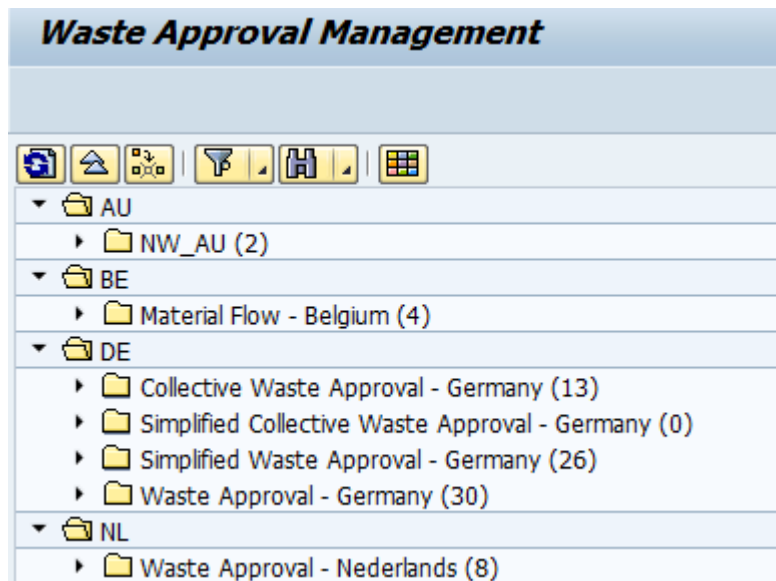 Waste Approval Management
AU
NW_AU (2)
BE
Material Flow - Belgium (4)
DE
Collective Waste Approval - Germany (13)
Simplified Collective Waste Approval - Germany (0)
Simplified Waste Approval - Germany (26)
Waste Approval - Germany (30)
NL
Waste Approval - Nederlands (8)